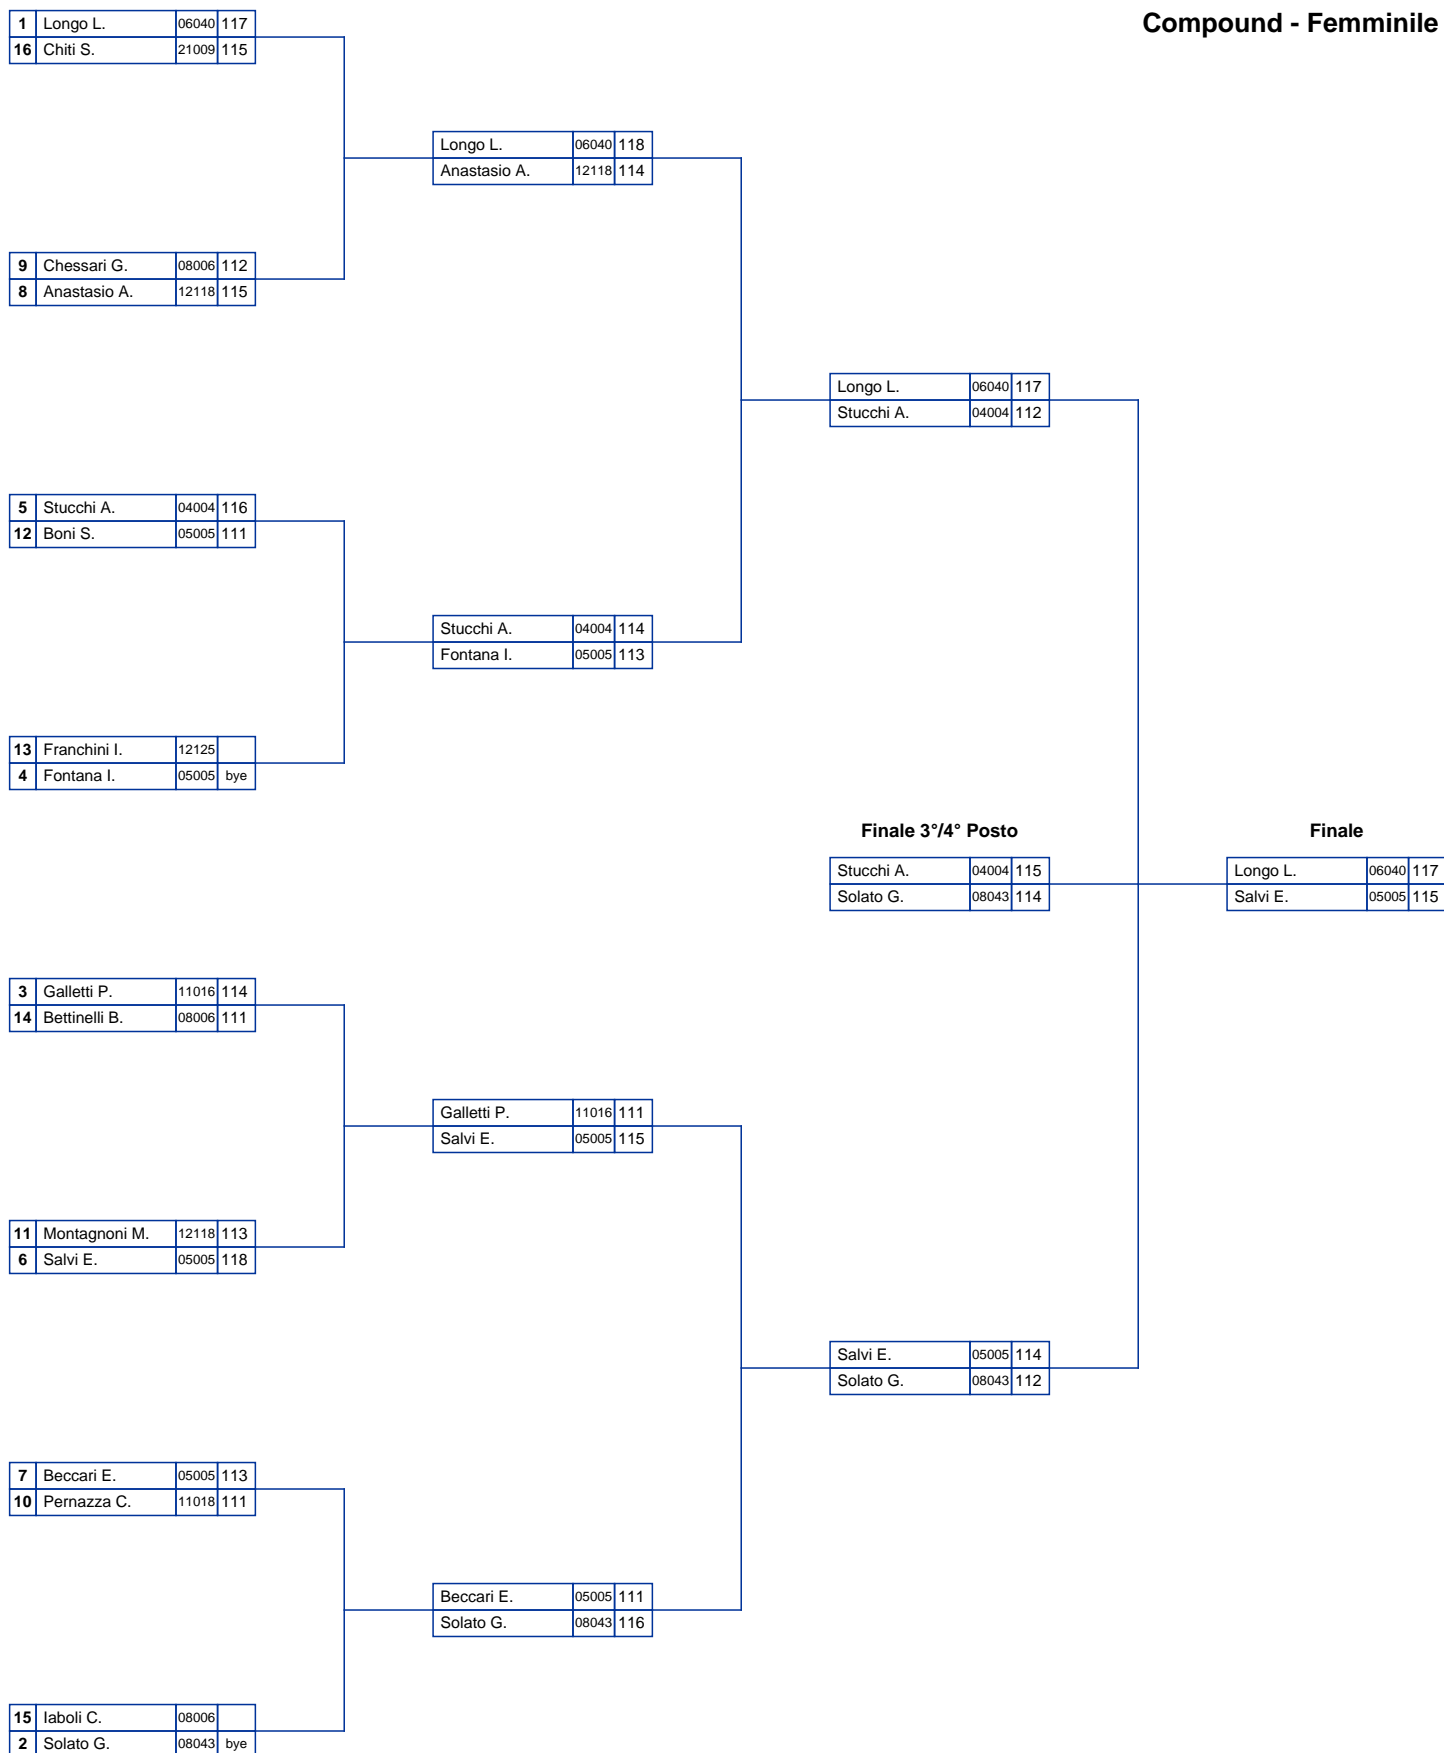 Compound - Femminile
1 Longo L. 06040 117
16 Chiti S. 21009 115
Longo L. 06040 118
Anastasio A. 12118 114
9 Chessari G. 08006 112
8 Anastasio A. 12118 115
Longo L. 06040 117
Stucchi A. 04004 112
5 Stucchi A. 04004 116
12 Boni S. 05005 111
Stucchi A. 04004 114
Fontana I. 05005 113
13 Franchini I. 12125
4 Fontana I. 05005 bye
Finale 3°/4° Posto
Finale
Stucchi A. 04004 115
Solato G. 08043 114
Longo L. 06040 117
Salvi E. 05005 115
3 Galletti P. 11016 114
14 Bettinelli B. 08006 111
Galletti P. 11016 111
Salvi E. 05005 115
11 Montagnoni M. 12118 113
6 Salvi E. 05005 118
Salvi E. 05005 114
Solato G. 08043 112
7 Beccari E. 05005 113
10 Pernazza C. 11018 111
Beccari E. 05005 111
Solato G. 08043 116
15 Iaboli C. 08006
2 Solato G. 08043 bye